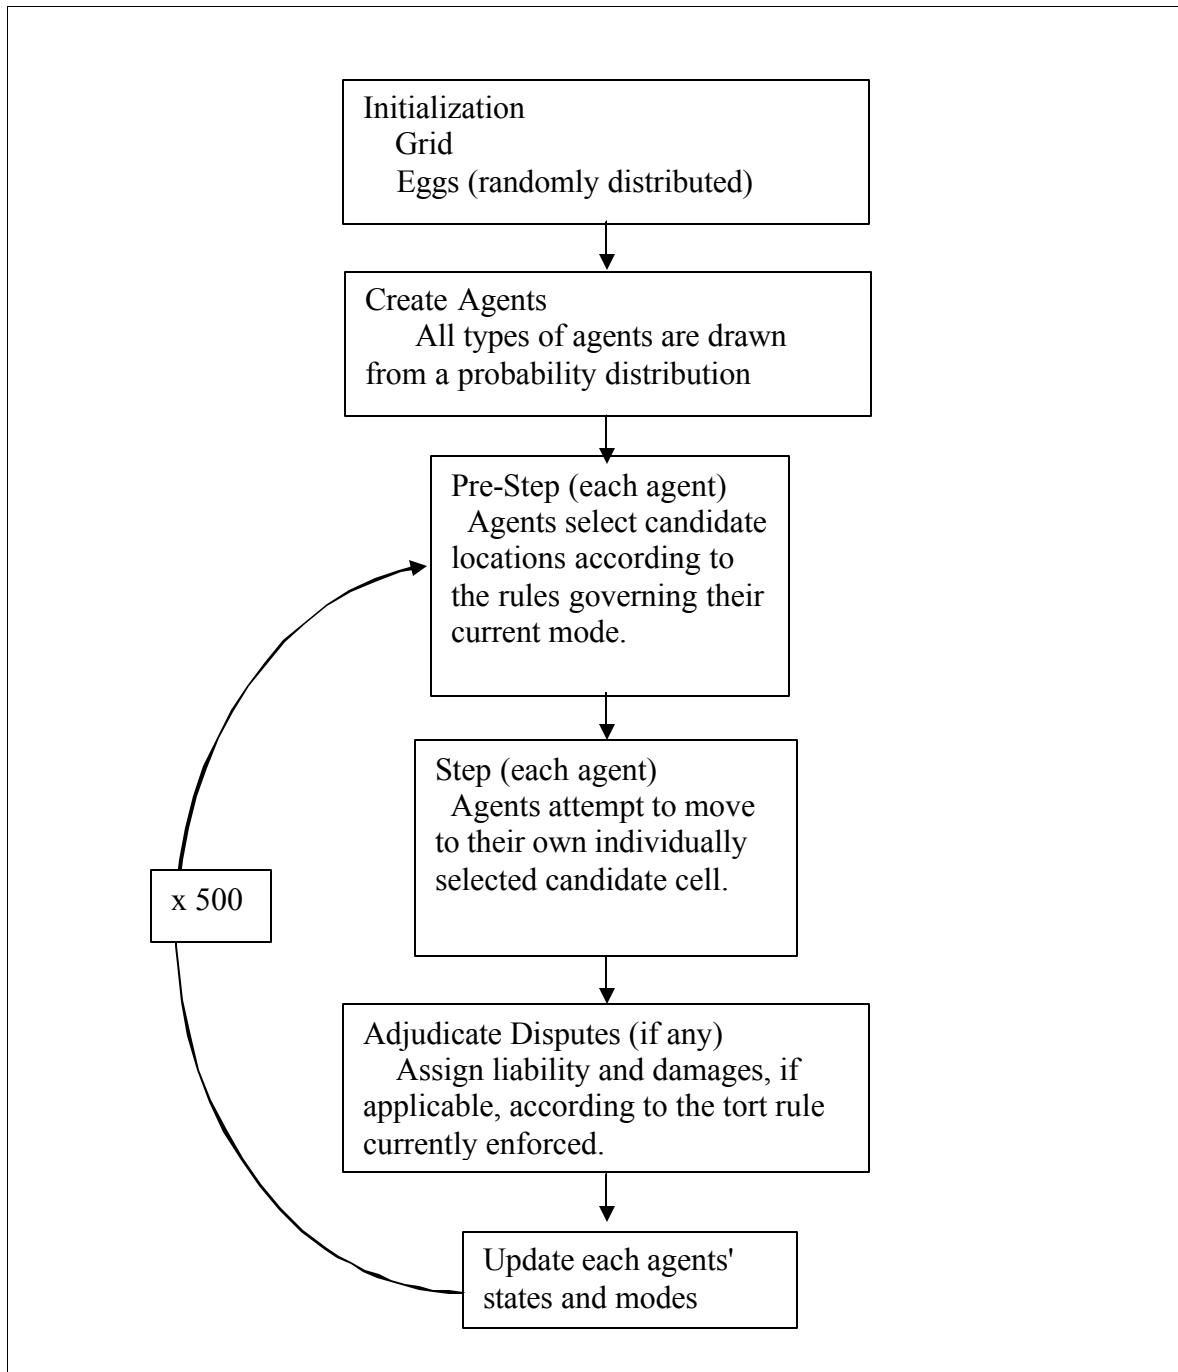 Initialization
Grid
Eggs (randomly distributed)
Create Agents
All types of agents are drawn
from a probability distribution
Pre-Step (each agent)
Agents select candidate
locations according to
the rules governing their
current mode.
Step (each agent)
Agents attempt to move
to their own individually
selected candidate cell.
x 500
Adjudicate Disputes (if any)
Assign liability and damages, if
applicable, according to the tort rule
currently enforced.
Update each agents'
states and modes